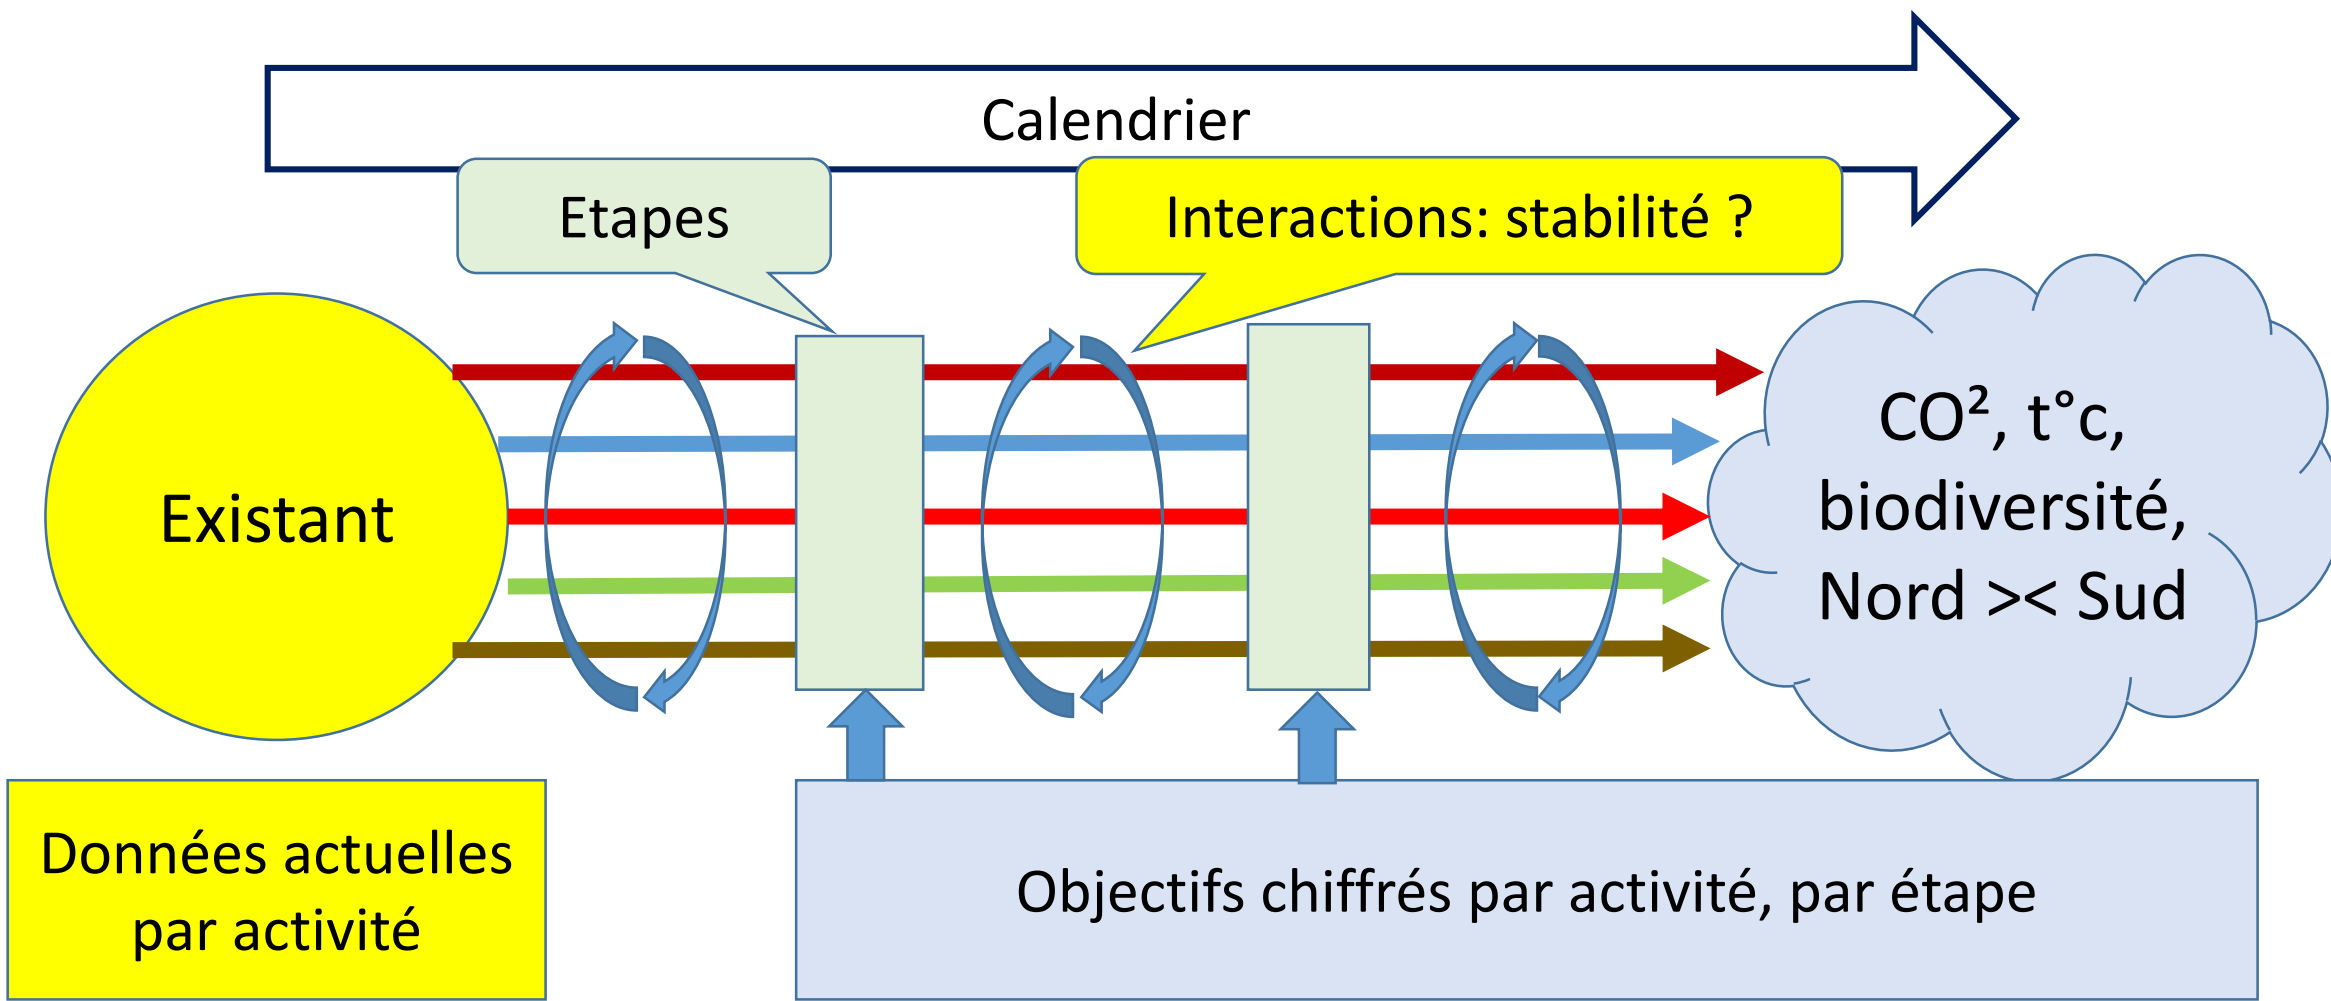 Calendrier
Etapes
Interactions: stabilité ?
Existant
CO², t°c,
biodiversité,
Nord >< Sud
Données actuelles
par activité
Objectifs chiffrés par activité, par étape